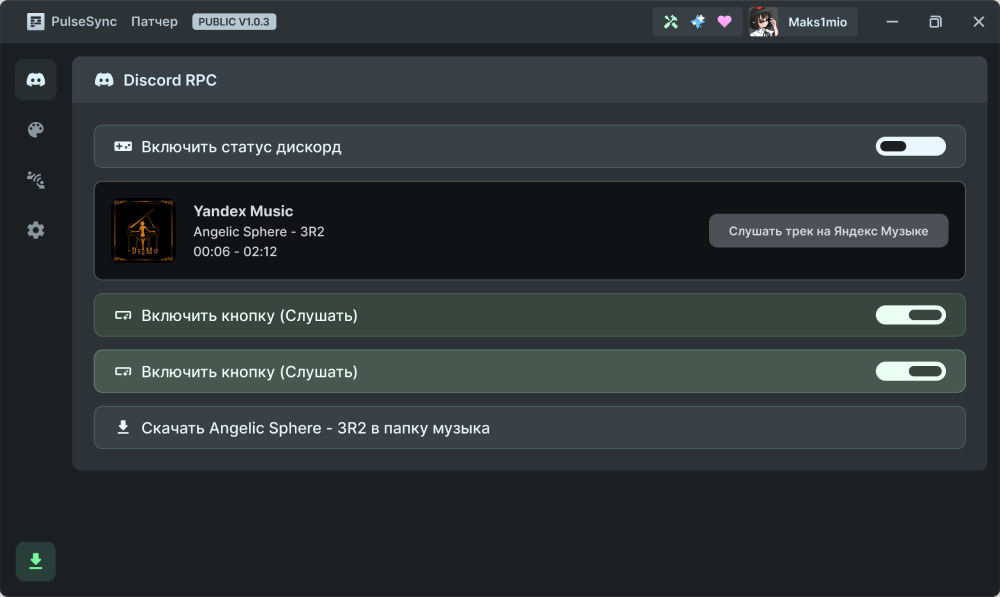 PulseSync Патчер PUBLIC V1.0.3 Maks1mio
Discord RPC
Включить статус дискорд
Yandex Music
Angelic Sphere - 3R2
00:06 - 02:12
Слушать трек на Яндекс Музыке
Включить кнопку (Слушать)
Включить кнопку (Слушать)
Скачать Angelic Sphere - 3R2 в папку музыка